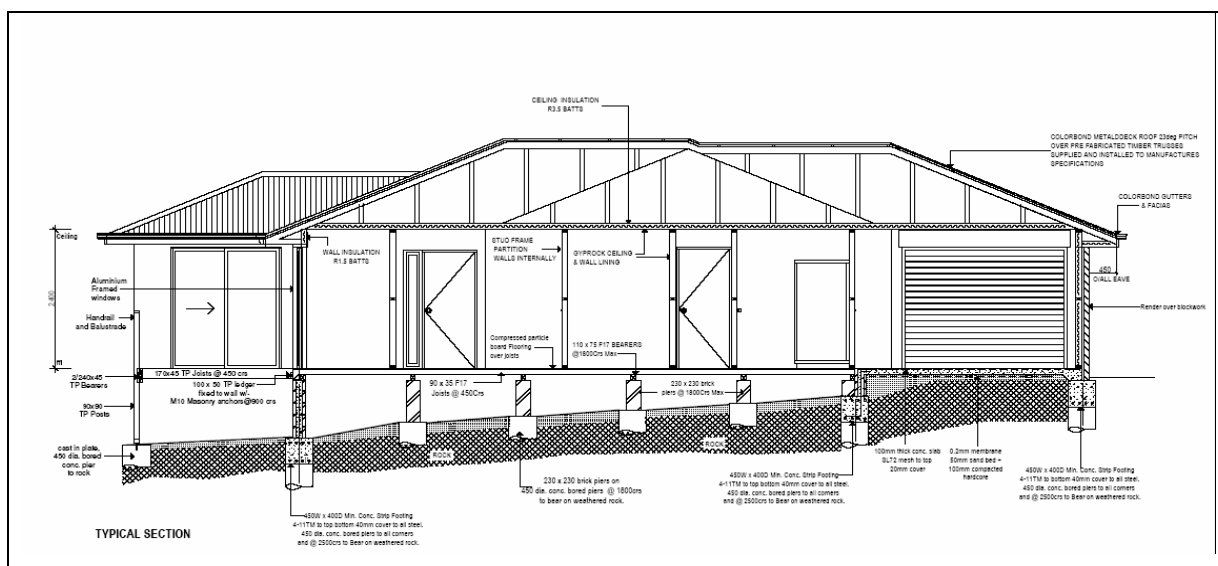 CEILING INSULATION
R3.5 BATTS
COLORBOND METALDDECK ROOF 23deg PITCH
OVER PRE FABRICATED TIMBER TRUSSES
SUPPLIED AND INSTALLED TO MANUFACTURES
SPECIFICATIONS
COLORBOND GUTTERS
& FACIAS
Ceiling
WALL INSULATION
R1.5 BATTS
STUD FRAME
PARTITION
WALLS INTERNALLY
GYPROCK CEILING
& WALL LINING
450
O/ALL EAVE
Aluminium
Framed
windows
2,400
Handrail
and Balustrade
Render over blockwork
Compressed particle
board Flooring
over joists
110 x 75 F17 BEARERS
@1800Crs Max
fl
170x45 TP Joists @ 450 crs
2/240x45
TP Bearers
100 x 50 TP ledger
fixed to wall w/-
M10 Masonry anchors@900 crs
90 x 35 F17
Joists @ 450Crs
230 x 230 brick
piers @ 1800Crs Max
90x90
TP Posts
cast in plate,
450 dia. bored
conc. pier
to rock
ROCK
ROCK
100mm thick conc. slab
SL72 mesh to top
20mm cover
0.2mm membrane
50mm sand bed +
100mm compacted
hardcore
230 x 230 brick piers on
450 dia. conc. bored piers @ 1800crs
to bear on weathered rock.
450W x 400D Min. Conc. Strip Footing
4-11TM to top bottom 40mm cover to all steel.
450 dia. conc. bored piers to all corners
and @ 2500crs to Bear on weathered rock.
450W x 400D Min. Conc. Strip Footing
4-11TM to top bottom 40mm cover to all steel.
450 dia. conc. bored piers to all corners
and @ 2500crs to Bear on weathered rock.
450W x 400D Min. Conc. Strip Footing
4-11TM to top bottom 40mm cover to all steel.
450 dia. conc. bored piers to all corners
and @ 2500crs to Bear on weathered rock.
TYPICAL SECTION